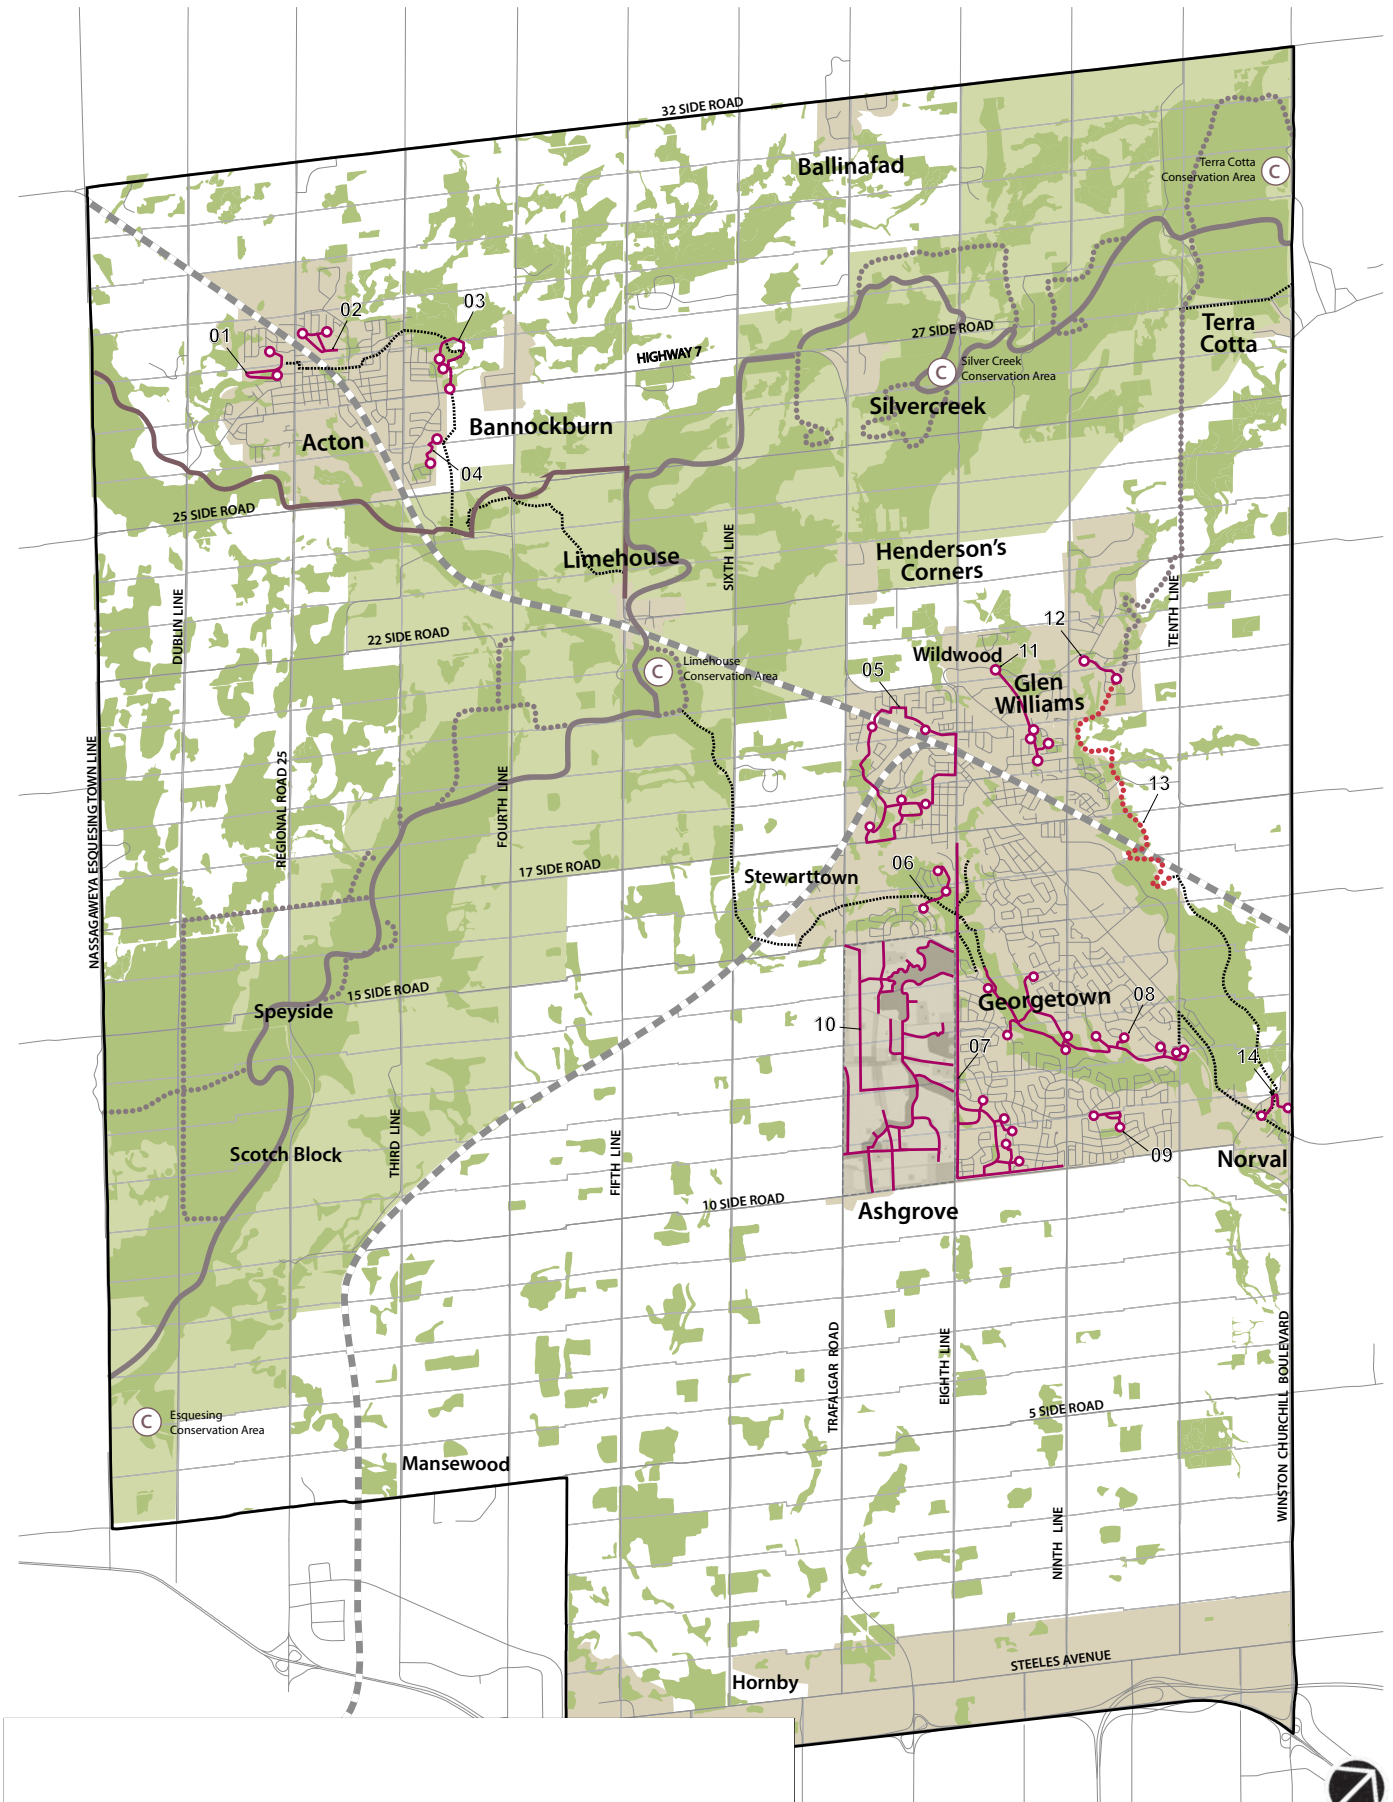 32 SIDE ROAD
Ballinafad
Terra Cotta
Conservation Area
C
03
02
01
27 SIDE ROAD
HIGHWAY 7
Terra
Cotta
Silver Creek
Conservation Area
C
Silvercreek
Bannockburn
Acton
04
25 SIDE ROAD
Limehouse
SIXTH LINE
Henderson's
Corners
DUBLIN LINE
22 SIDE ROAD
TENTH LINE
12
11
Wildwood
05
Limehouse
Conservation Area
C
Glen
Williams
NASSAGAWEYA ESQUESING TOWN LINE
REGIONAL ROAD 25
FOURTH LINE
13
17 SIDE ROAD
06
Stewarttown
15 SIDE ROAD
Speyside
Georgetown
10
08
07
14
THIRD LINE
FIFTH LINE
Scotch Block
09
Norval
10 SIDE ROAD
Ashgrove
TRAFALGAR ROAD
EIGHTH LINE
WINSTON CHURCHILL BOULEVARD
5 SIDE ROAD
Esquesing
Conservation Area
C
Mansewood
NINTH LINE
STEELES AVENUE
Hornby